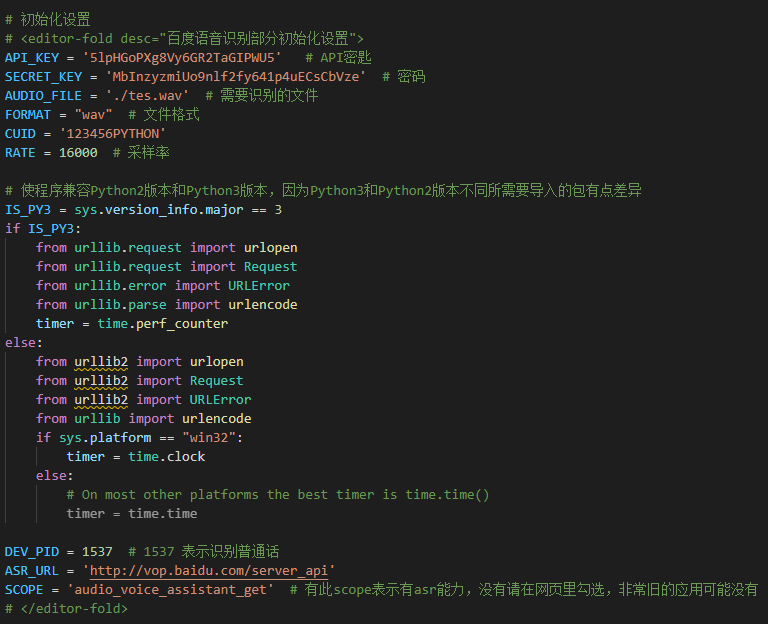 # 初始化设置
# <editor-fold desc="百度语音识别部分初始化设置">
API_KEY = '5lpHGoPXg8Vy6GR2TaGIPWU5'   # API密匙
SECRET_KEY = 'MbInzyzmiUo9nlf2fy641p4uECsCbVze'  # 密码
AUDIO_FILE = './tes.wav'  # 需要识别的文件
FORMAT = "wav"  # 文件格式
CUID = '123456PYTHON'
RATE = 16000  # 采样率
# 使程序兼容Python2版本和Python3版本，因为Python3和Python2版本不同所需要导入的包有点差异
IS_PY3 = sys.version_info.major == 3
if IS_PY3:
    from urllib.request import urlopen
    from urllib.request import Request
    from urllib.error import URLError
    from urllib.parse import urlencode
    timer = time.perf_counter
else:
    from urllib2 import urlopen
    from urllib2 import Request
    from urllib2 import URLError
    from urllib import urlencode
    if sys.platform == "win32":
        timer = time.clock
    else:
        # On most other platforms the best timer is time.time()
        timer = time.time
DEV_PID = 1537  # 1537 表示识别普通话
ASR_URL = 'http://vop.baidu.com/server_api'
SCOPE = 'audio_voice_assistant_get'  # 有此scope表示有asr能力，没有请在网页里勾选，非常旧的应用可能没有
# </editor-fold>